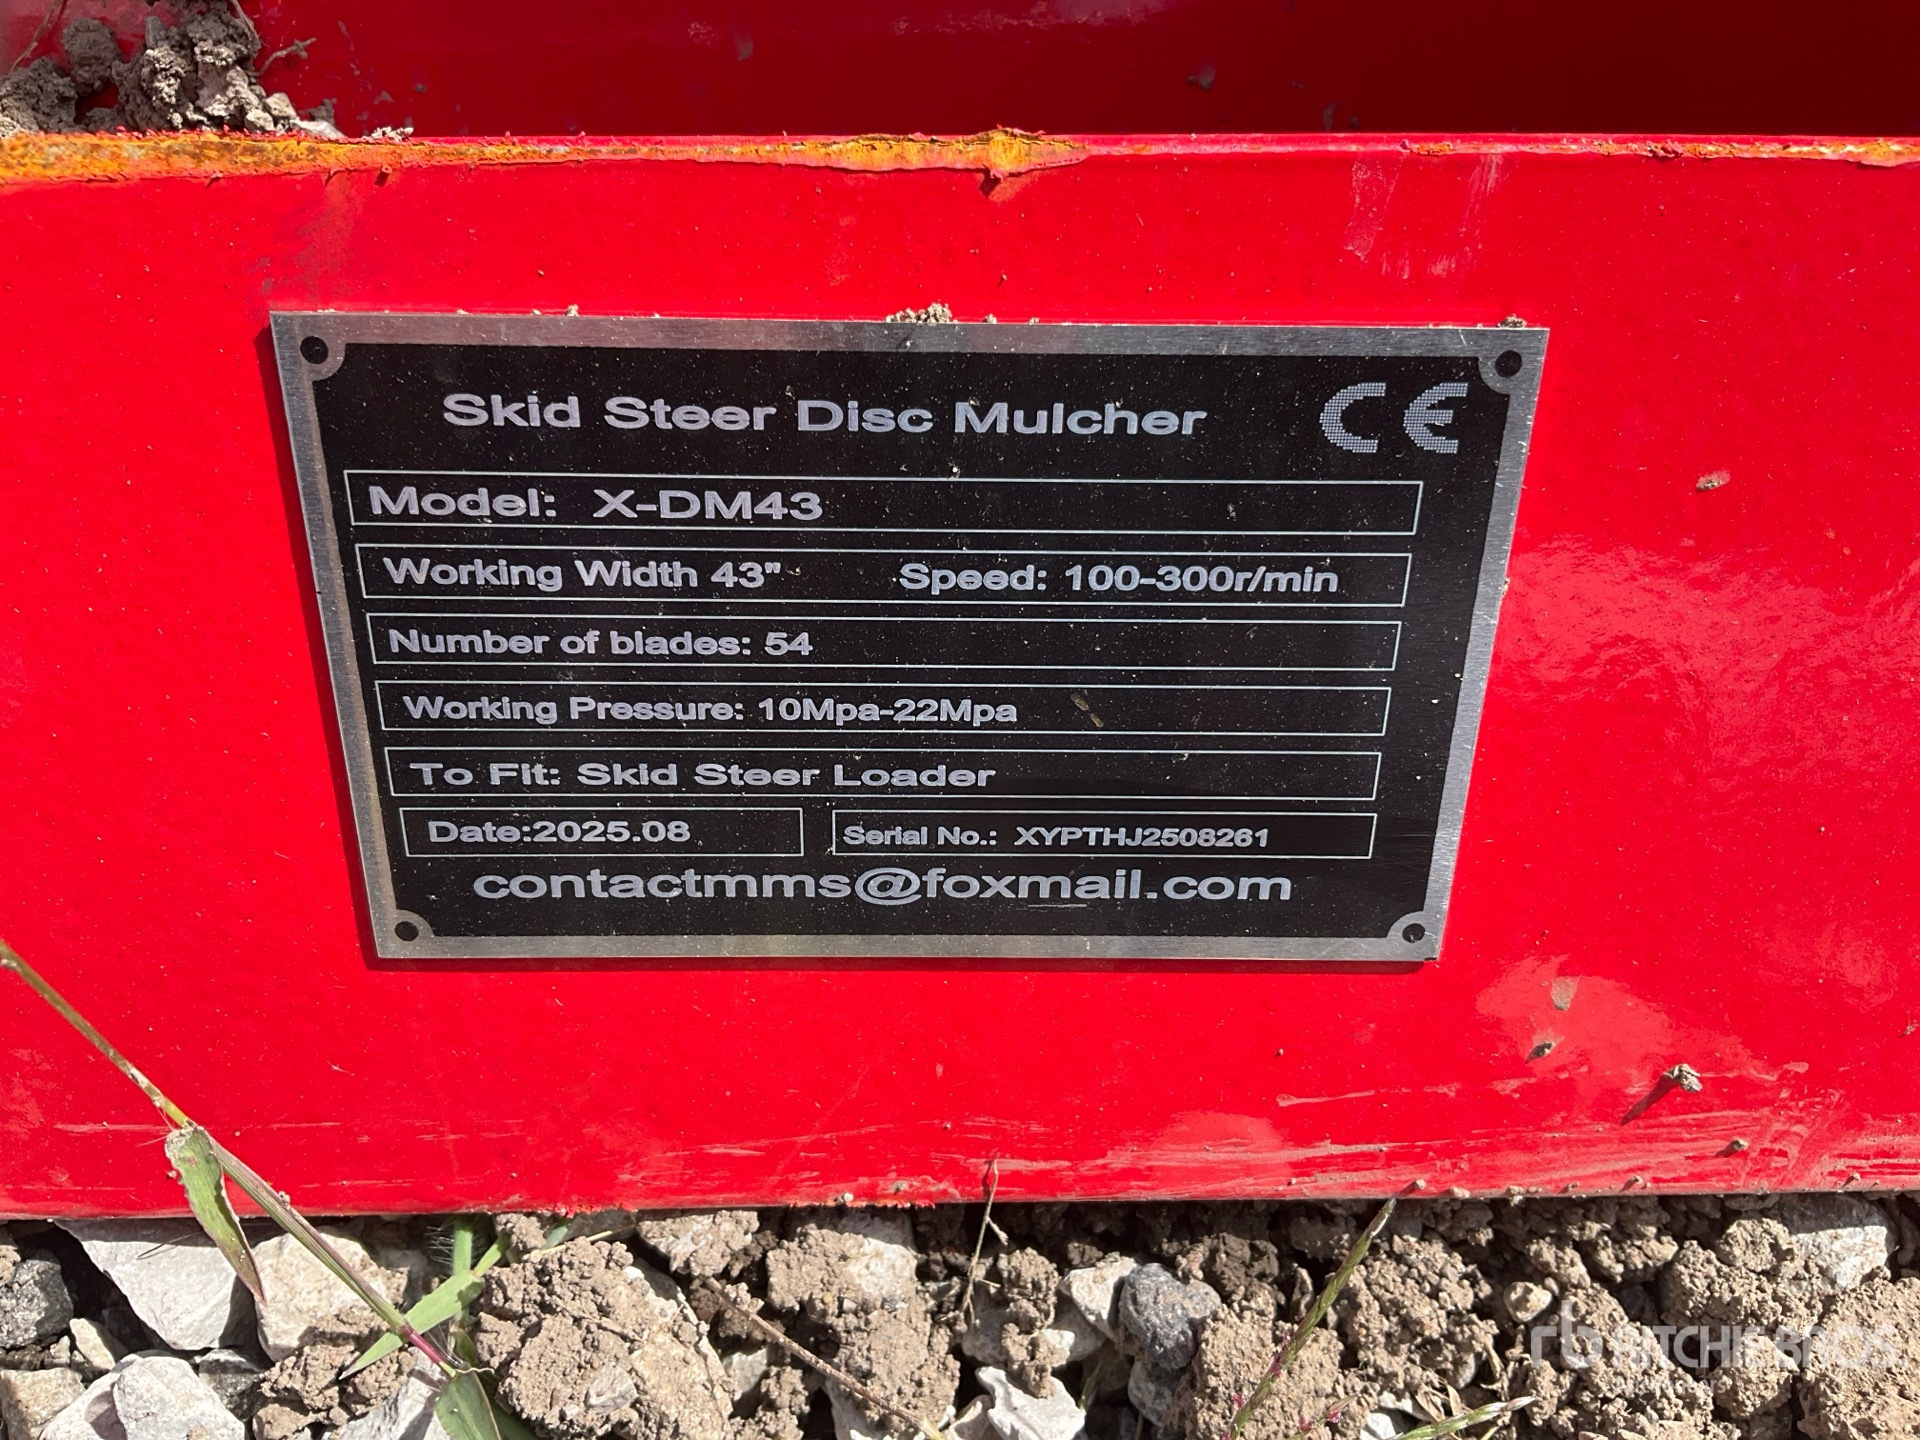 Skid Steer Disc Mulcher CE
Model: X-DM43
Working Width 43" Speed: 100-300r/min
Number of blades: 54
Working Pressure: 10Mpa-22Mpa
To Fit: Skid Steer Loader
Date:2025.08 Serial No.: XYPTHJ2508261
contactmms@foxmail.com
rb RITCHIE BROS.
Auctioneers